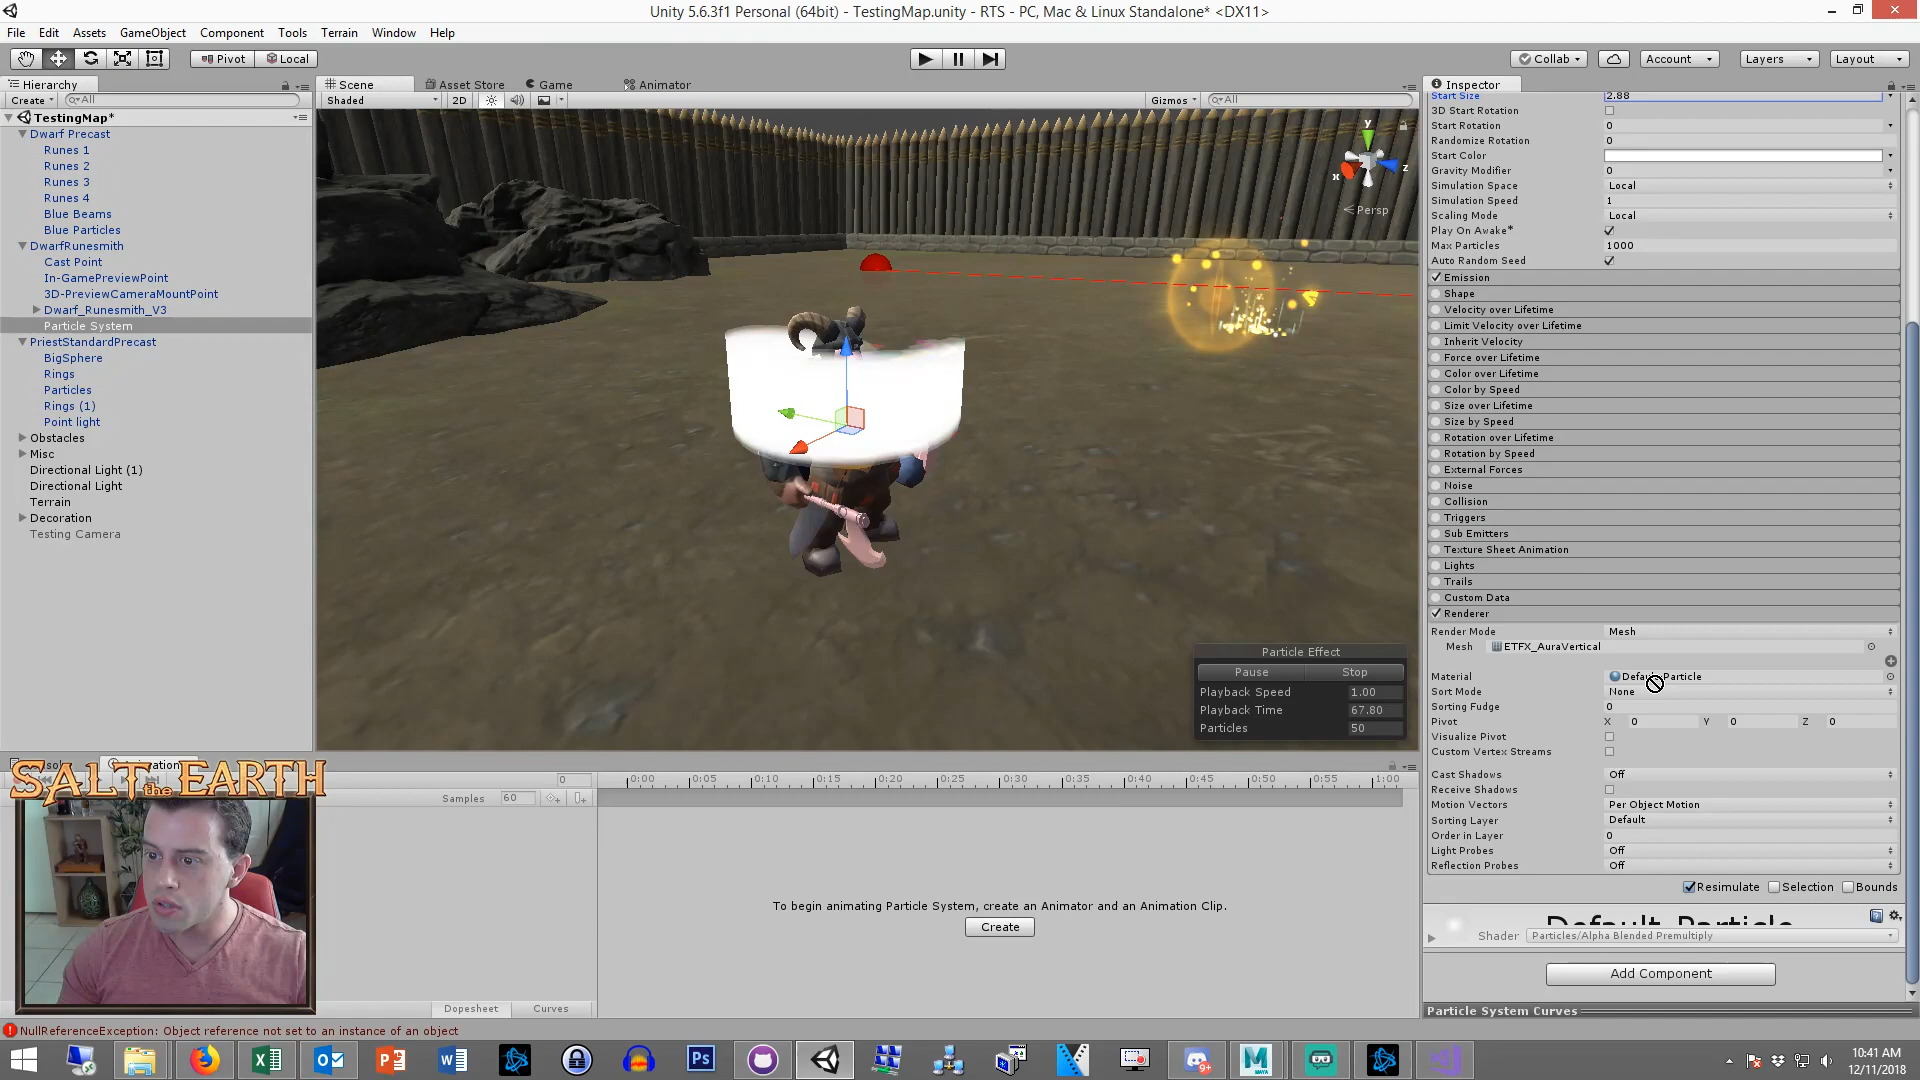 Unity 5.6.3f1 Personal (64bit) - TestingMap.unity - RTS - PC, Mac & Linux Standalone* <DX11>
File Edit Assets GameObject Component Tools Terrain Window Help
Pivot Local Collab Account Layers Layout
Hierarchy
Create All
TestingMap*
Dwarf Precast
Runes 1
Runes 2
Runes 3
Runes 4
Blue Beams
Blue Particles
DwarfRunesmith
Cast Point
In-GamePreviewPoint
3D-PreviewCameraMountPoint
Dwarf_Runesmith_V3
Particle System
PriestStandardPrecast
BigSphere
Rings
Particles
Rings (1)
Point light
Obstacles
Misc
Directional Light (1)
Directional Light
Terrain
Decoration
Testing Camera
Scene Asset Store Game Animator
Shaded 2D Gizmos All
y
x
z
Persp
Particle Effect
Pause Stop
Playback Speed 1.00
Playback Time 67.80
Particles 50
Inspector
Start Size 2.88
3D Start Rotation
Start Rotation 0
Randomize Rotation 0
Start Color
Gravity Modifier 0
Simulation Space Local
Simulation Speed 1
Scaling Mode Local
Play On Awake*
Max Particles 1000
Auto Random Seed
Emission
Shape
Velocity over Lifetime
Limit Velocity over Lifetime
Inherit Velocity
Force over Lifetime
Color over Lifetime
Color by Speed
Size over Lifetime
Size by Speed
Rotation over Lifetime
Rotation by Speed
External Forces
Noise
Collision
Triggers
Sub Emitters
Texture Sheet Animation
Lights
Trails
Custom Data
Renderer
Render Mode Mesh
Mesh ETFX_AuraVertical
Material
Sort Mode None
Sorting Fudge 0
Pivot X 0 Y 0 Z 0
Visualize Pivot
Custom Vertex Streams
Cast Shadows Off
Receive Shadows
Motion Vectors Per Object Motion
Sorting Layer Default
Order in Layer 0
Light Probes Off
Reflection Probes Off
Resimulate Selection Bounds
Shader Particles/Alpha Blended Premultiply
Add Component
Particle System Curves
SALT the EARTH
0 0:00 0:05 0:10 0:15 0:20 0:25 0:30 0:35 0:40 0:45 0:50 0:55 1:00
Samples 60
To begin animating Particle System, create an Animator and an Animation Clip.
Create
Dopesheet Curves
NullReferenceException: Object reference not set to an instance of an object
Ps
MAYA
9+
10:41 AM
12/11/2018